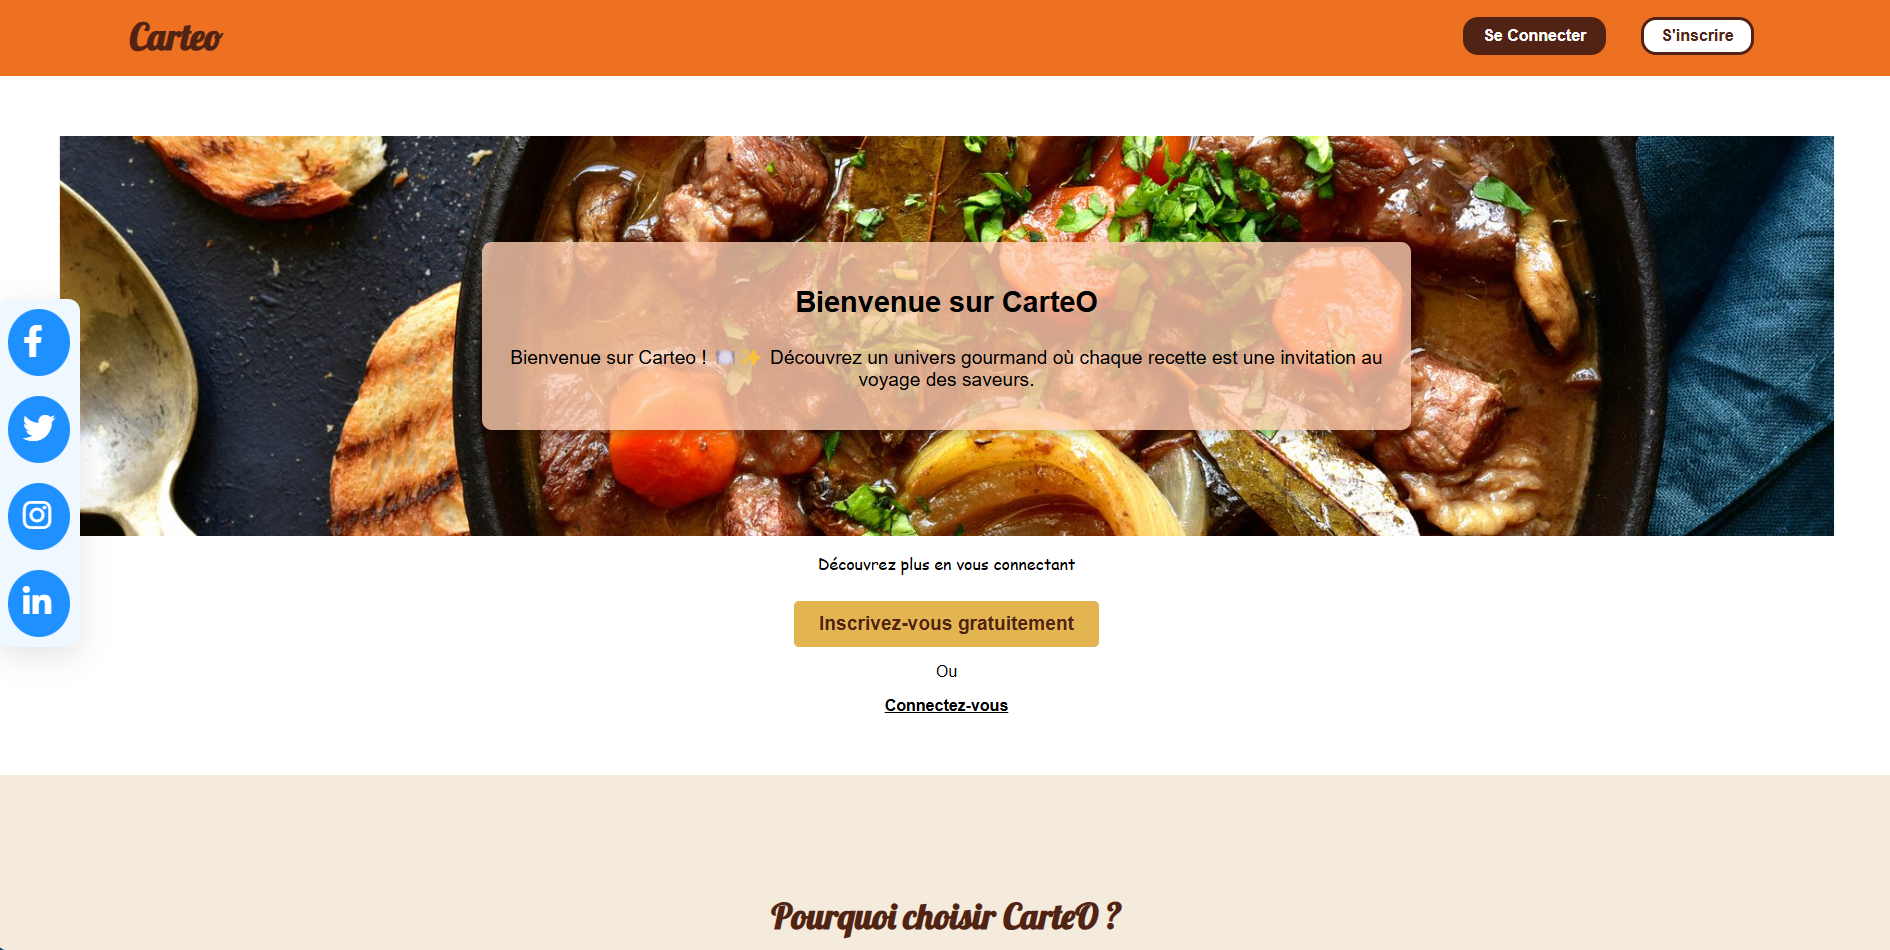 Carteo
Se Connecter
S'inscrire
Bienvenue sur CarteO
Bienvenue sur Carteo ! 🍽️ ✨ Découvrez un univers gourmand où chaque recette est une invitation au
voyage des saveurs.
Découvrez plus en vous connectant
Inscrivez-vous gratuitement
Ou
Connectez-vous
Pourquoi choisir CarteO ?